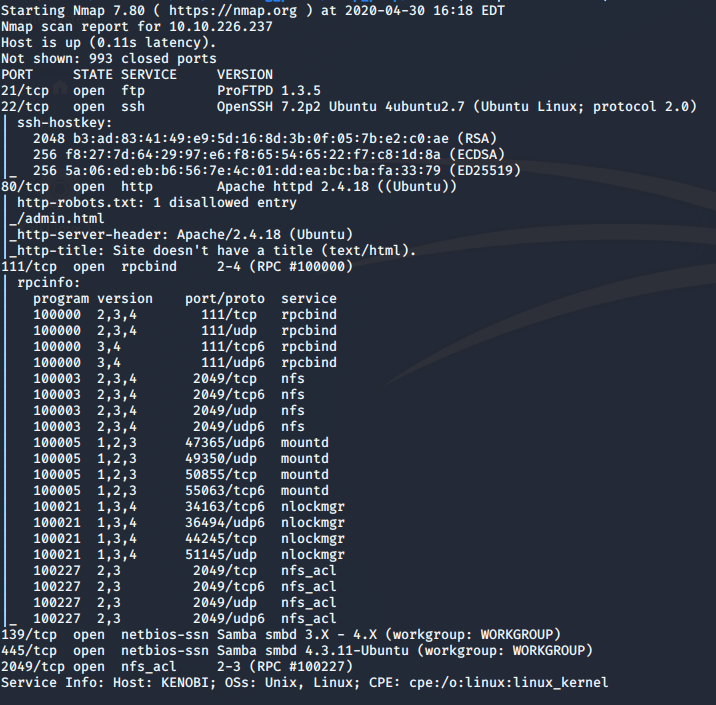 Starting Nmap 7.80 ( https://nmap.org ) at 2020-04-30 16:18 EDT
Nmap scan report for 10.10.226.237
Host is up (0.11s latency).
Not shown: 993 closed ports
PORT     STATE SERVICE     VERSION
21/tcp   open  ftp         ProFTPD 1.3.5
22/tcp   open  ssh         OpenSSH 7.2p2 Ubuntu 4ubuntu2.7 (Ubuntu Linux; protocol 2.0)
| ssh-hostkey:
|   2048 b3:ad:83:41:49:e9:5d:16:8d:3b:0f:05:7b:e2:c0:ae (RSA)
|   256 f8:27:7d:64:29:97:e6:f8:65:54:65:22:f7:c8:1d:8a (ECDSA)
|_  256 5a:06:ed:eb:b6:56:7e:4c:01:dd:ea:bc:ba:fa:33:79 (ED25519)
80/tcp   open  http        Apache httpd 2.4.18 ((Ubuntu))
| http-robots.txt: 1 disallowed entry
|_/admin.html
|_http-server-header: Apache/2.4.18 (Ubuntu)
|_http-title: Site doesn't have a title (text/html).
111/tcp  open  rpcbind     2-4 (RPC #100000)
| rpcinfo:
|   program version    port/proto  service
|   100000  2,3,4        111/tcp   rpcbind
|   100000  2,3,4        111/udp   rpcbind
|   100000  3,4          111/tcp6  rpcbind
|   100000  3,4          111/udp6  rpcbind
|   100003  2,3,4       2049/tcp   nfs
|   100003  2,3,4       2049/tcp6  nfs
|   100003  2,3,4       2049/udp   nfs
|   100003  2,3,4       2049/udp6  nfs
|   100005  1,2,3      47365/udp6  mountd
|   100005  1,2,3      49350/udp   mountd
|   100005  1,2,3      50855/tcp   mountd
|   100005  1,2,3      55063/tcp6  mountd
|   100021  1,3,4      34163/tcp6  nlockmgr
|   100021  1,3,4      36494/udp6  nlockmgr
|   100021  1,3,4      44245/tcp   nlockmgr
|   100021  1,3,4      51145/udp   nlockmgr
|   100227  2,3         2049/tcp   nfs_acl
|   100227  2,3         2049/tcp6  nfs_acl
|   100227  2,3         2049/udp   nfs_acl
|_  100227  2,3         2049/udp6  nfs_acl
139/tcp  open  netbios-ssn Samba smbd 3.X - 4.X (workgroup: WORKGROUP)
445/tcp  open  netbios-ssn Samba smbd 4.3.11-Ubuntu (workgroup: WORKGROUP)
2049/tcp open  nfs_acl     2-3 (RPC #100227)
Service Info: Host: KENOBI; OSs: Unix, Linux; CPE: cpe:/o:linux:linux_kernel